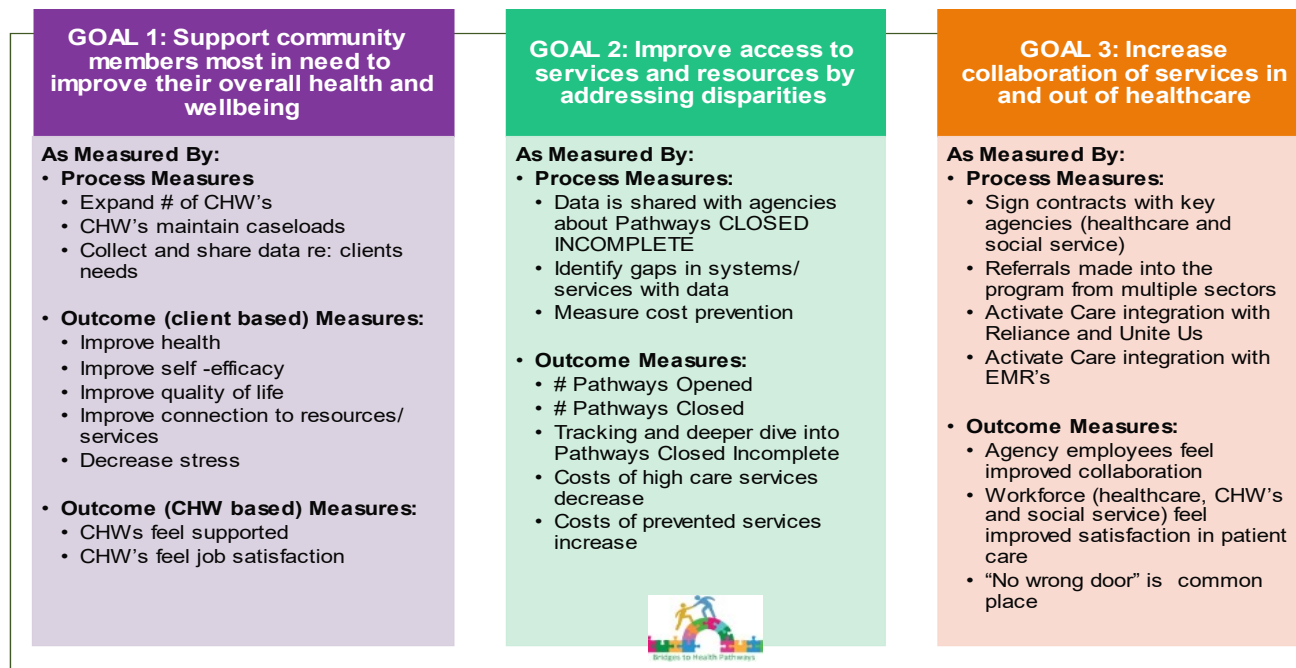 GOAL 1: Support community
members most in need to
improve their overall health and
wellbeing
As Measured By:
• Process Measures
• Expand # of CHW's
• CHW's maintain caseloads
• Collect and share data re: clients
needs
• Outcome (client based) Measures:
• Improve health
• Improve self -efficacy
• Improve quality of life
• Improve connection to resources/
services
• Decrease stress
• Outcome (CHW based) Measures:
• CHWs feel supported
• CHW's feel job satisfaction
GOAL 2: Improve access to
services and resources by
addressing disparities
As Measured By:
• Process Measures:
• Data is shared with agencies
about Pathways CLOSED
INCOMPLETE
• Identify gaps in systems/
services with data
• Measure cost prevention
• Outcome Measures:
• # Pathways Opened
• # Pathways Closed
• Tracking and deeper dive into
Pathways Closed Incomplete
• Costs of high care services
decrease
• Costs of prevented services
increase
Bridges to Health Pathways
GOAL 3: Increase
collaboration of services in
and out of healthcare
As Measured By:
• Process Measures:
• Sign contracts with key
agencies (healthcare and
social service)
• Referrals made into the
program from multiple sectors
• Activate Care integration with
Reliance and Unite Us
• Activate Care integration with
EMR's
• Outcome Measures:
• Agency employees feel
improved collaboration
• Workforce (healthcare, CHW's
and social service) feel
improved satisfaction in patient
care
• “No wrong door” is common
place